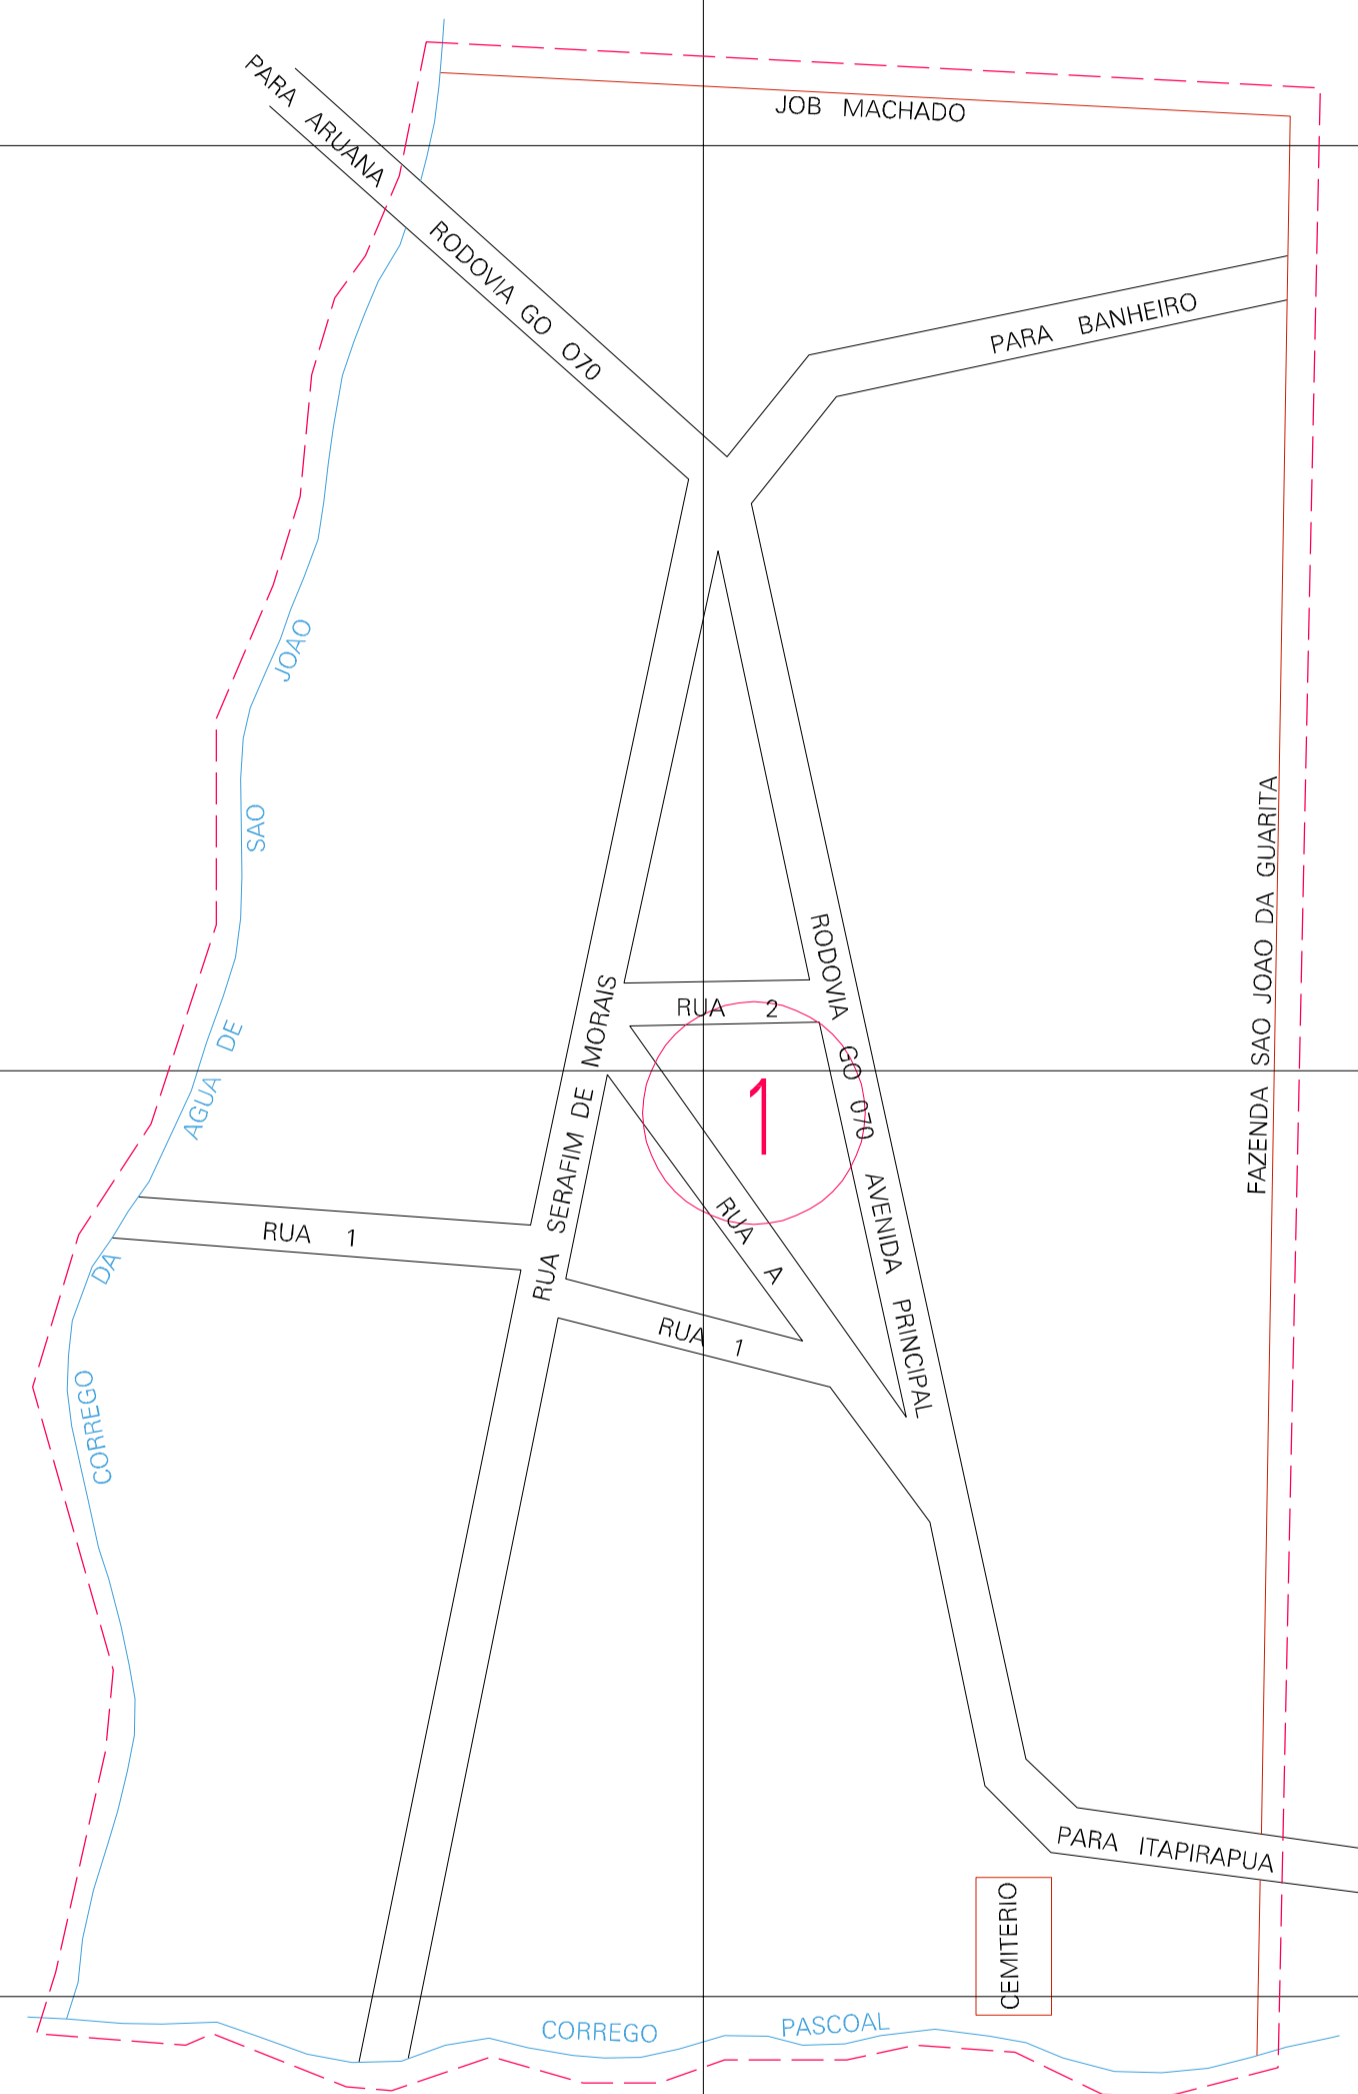 PARA ARUANA
JOB MACHADO
RODOVIA GO O70
PARA BANHEIRO
CORREGO DA AGUA DE SAO JOAO
FAZENDA SAO JOAO DA GUARITA
RODOVIA GO 070 AVENIDA PRINCIPAL
RUA SERAFIM DE MORAIS
RUA 2
1
RUA A
RUA 1
RUA 1
PARA ITAPIRAPUA
CEMITERIO
CORREGO PASCOAL